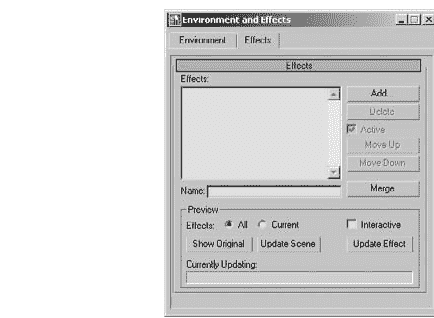 Environment and Effects
Environment Effects
Effects
Effects:
Add...
Delete
Active
Move Up
Move Down
Name:
Merge
Preview
Effects: All Current Interactive
Show Original Update Scene Update Effect
Currently Updating: